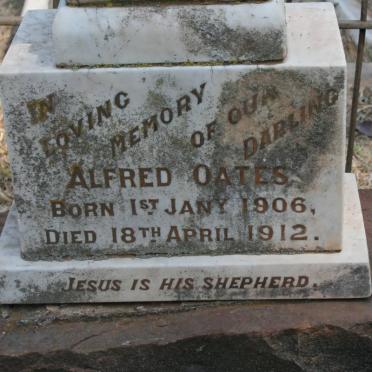 IN
LOVING
MEMORY
OF OUR
DARLING
ALFRED OATES
BORN 1ST JANY 1906,
DIED 18TH APRIL 1912.
JESUS IS HIS SHEPHERD.